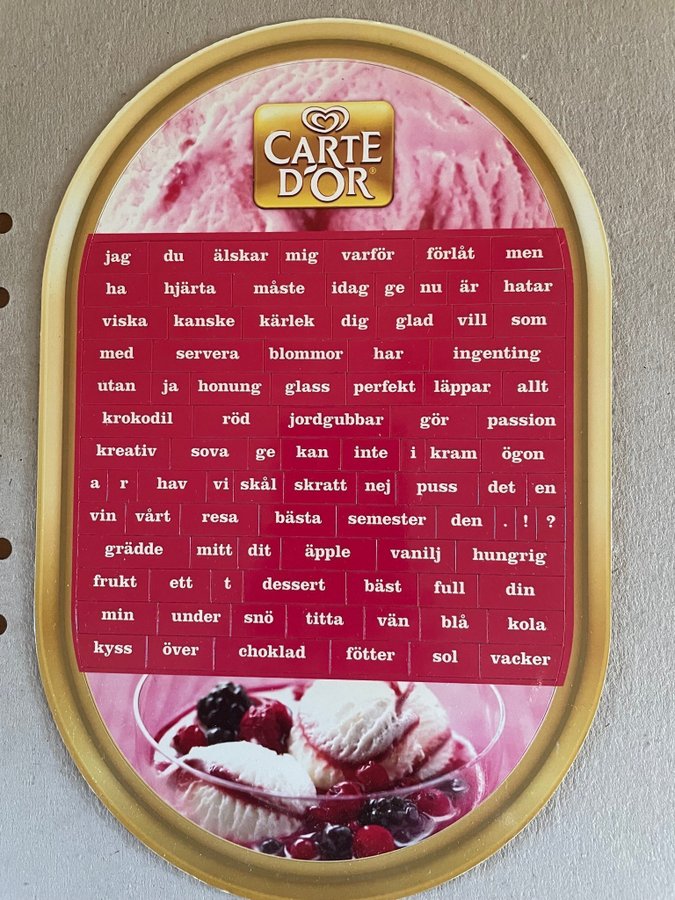 CARTE
D'OR®
jag du älskar mig varför förlåt men
ha hjärta måste idag ge nu är hatar
viska kanske kärlek dig glad vill som
med servera blommor har ingenting
utan ja honung glass perfekt läppar allt
krokodil röd jordgubbar gör passion
kreativ sova ge kan inte i kram ögon
a r hav vi skål skratt nej puss det en
vin vårt resa bästa semester den . ! ?
grädde mitt dit äpple vanilj hungrig
frukt ett t dessert bäst full din
min under snö titta vän blå kola
kyss över choklad fötter sol vacker